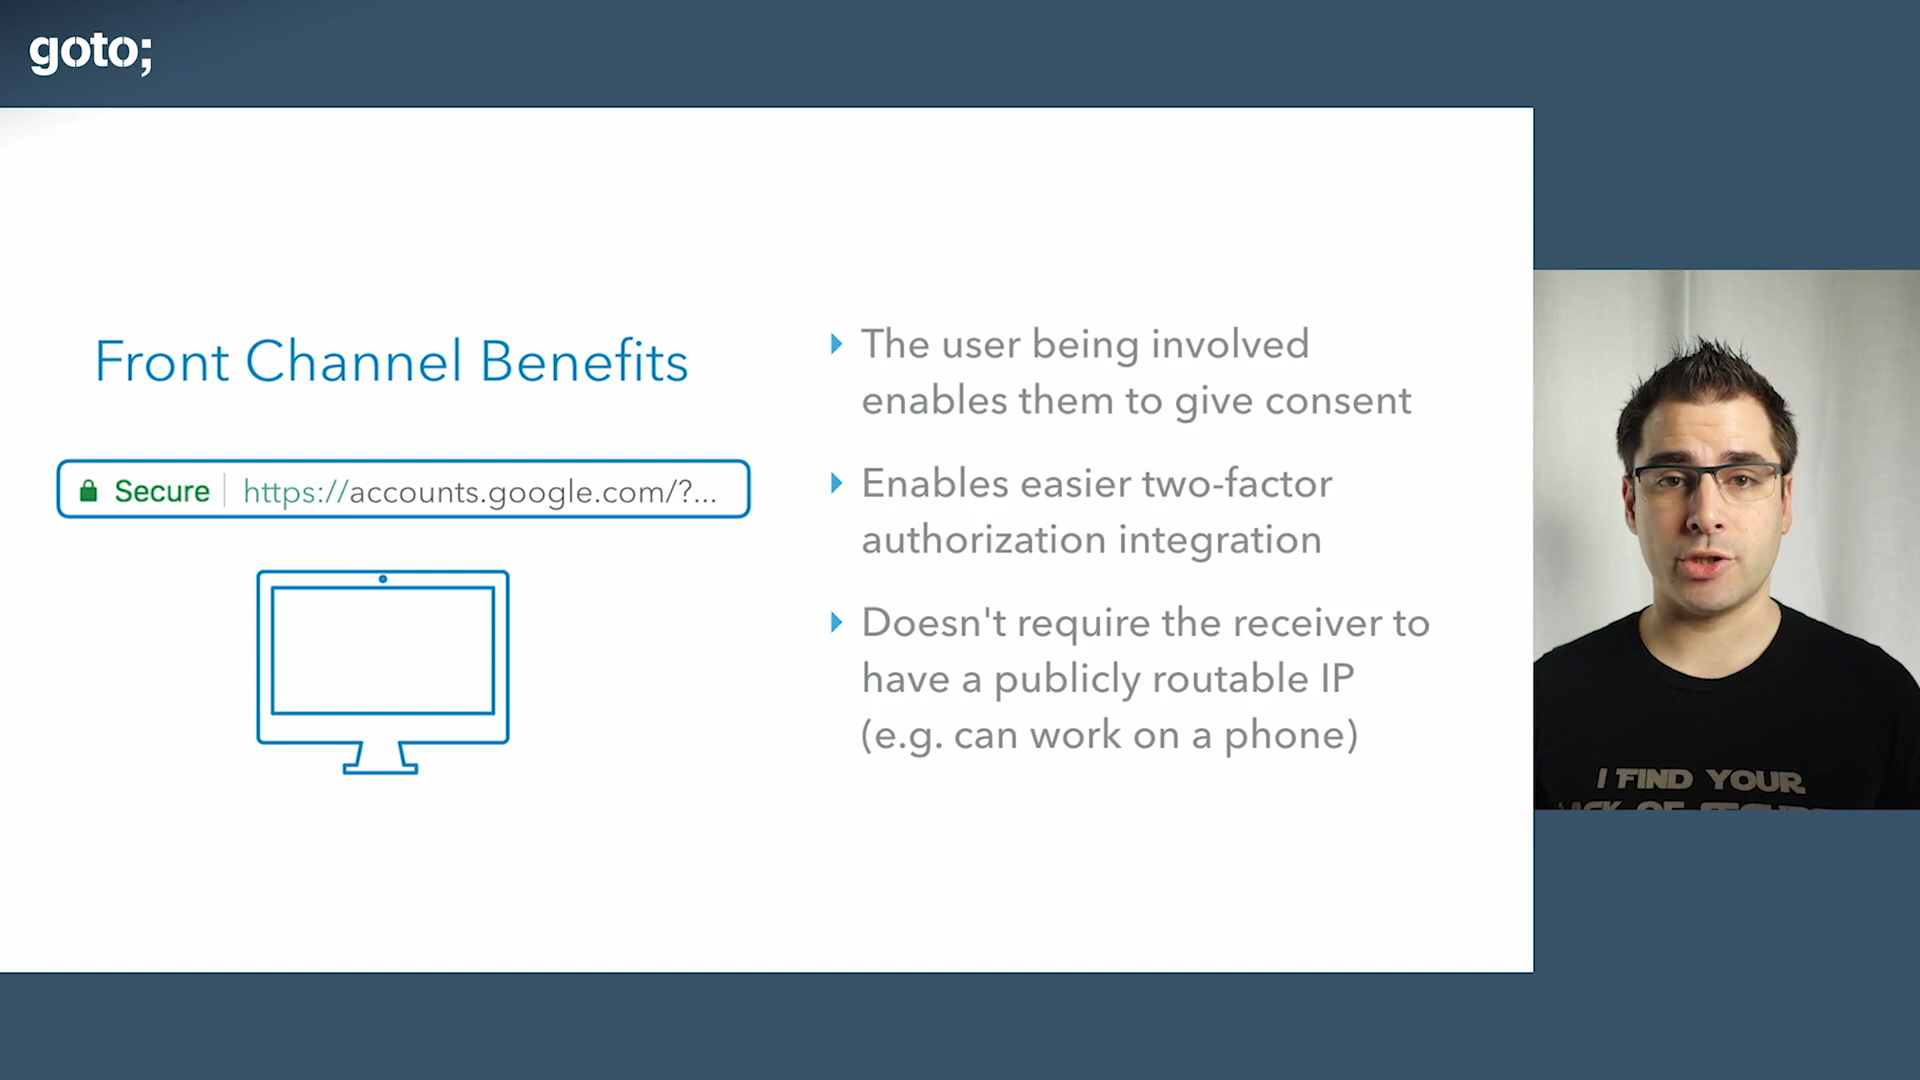 goto;
Front Channel Benefits
Secure https://accounts.google.com/?...
The user being involved
enables them to give consent
Enables easier two-factor
authorization integration
Doesn't require the receiver to
have a publicly routable IP
(e.g. can work on a phone)
I FIND YOUR
LACK OF